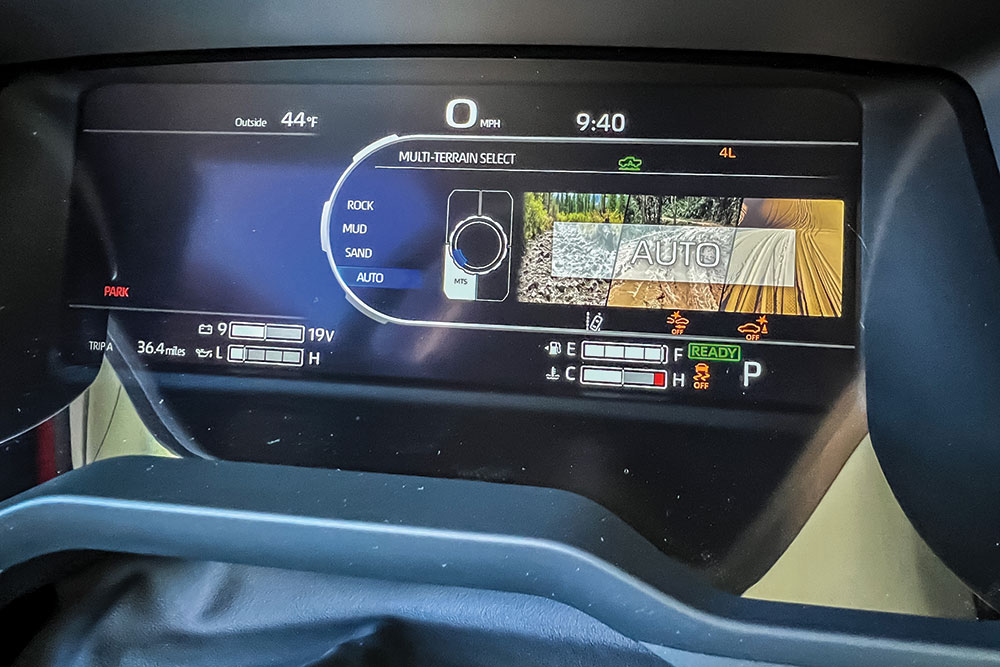 Outside 44°F
0 MPH
9:40
MULTI-TERRAIN SELECT
4L
ROCK
MUD
SAND
AUTO
MTS
AUTO
PARK
9 19V
L H
TRIP A 36.4 miles
OFF
OFF
E F
READY
C H
OFF
P